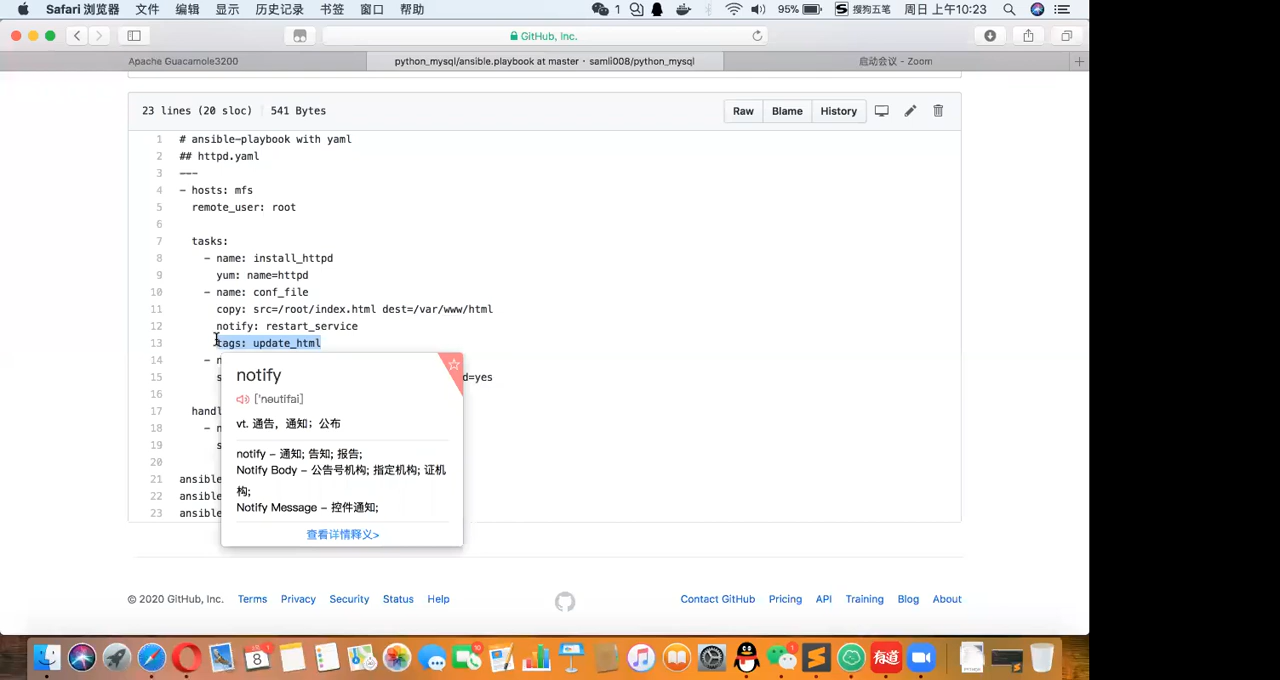 Safari 浏览器 文件 编辑 显示 历史记录 书签 窗口 帮助 1 95% S 搜狗五笔 周日 上午10:23
GitHub, Inc.
Apache Guacamole3200 python_mysql/ansible.playbook at master · samli008/python_mysql 启动会议 - Zoom
23 lines (20 sloc) 541 Bytes Raw Blame History
1 # ansible-playbook with yaml
2 ## httpd.yaml
3 ---
4 - hosts: mfs
5 remote_user: root
6
7 tasks:
8 - name: install_httpd
9 yum: name=httpd
10 - name: conf_file
11 copy: src=/root/index.html dest=/var/www/html
12 notify: restart_service
13 tags: update_html
14 - n
15 s d=yes
16
17 handl
18 - n
19 s
20
21 ansible
22 ansible
23 ansible
notify
['nəutifai]
vt. 通告，通知；公布
notify – 通知; 告知; 报告;
Notify Body – 公告号机构; 指定机构; 证机
构;
Notify Message – 控件通知;
查看详情释义>
© 2020 GitHub, Inc. Terms Privacy Security Status Help Contact GitHub Pricing API Training Blog About
8 有道